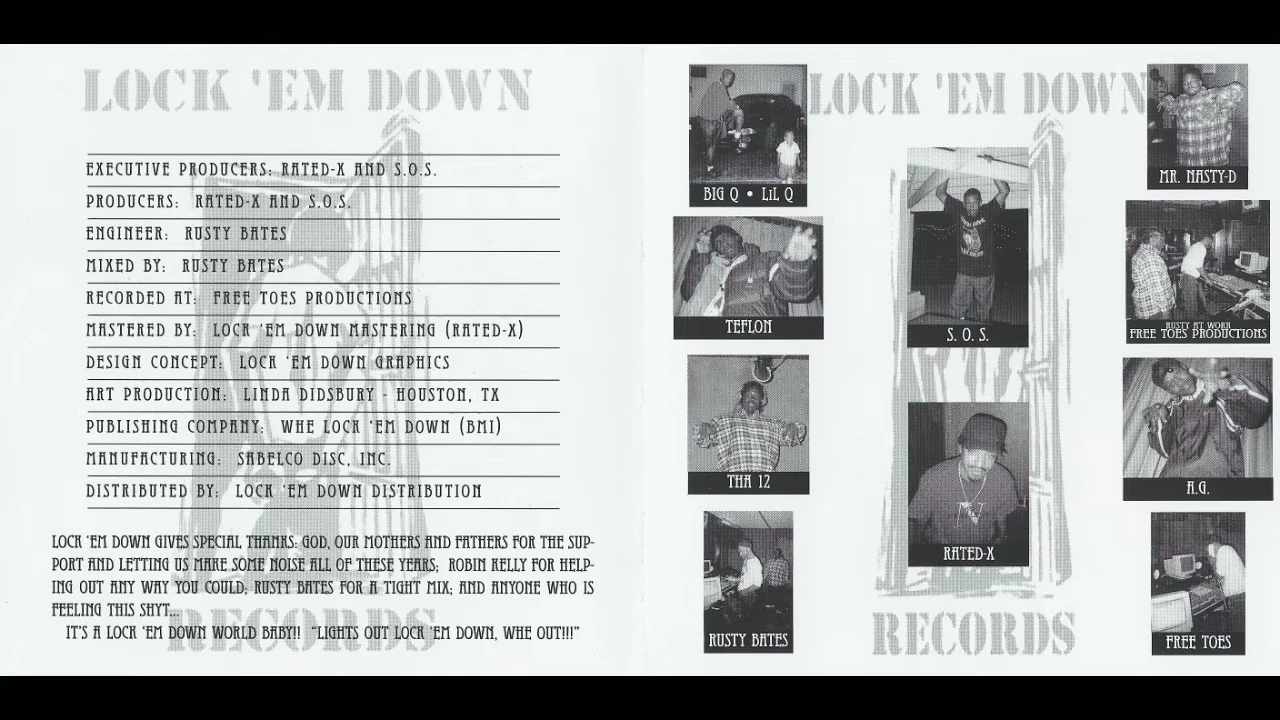 LOCK 'EM DOWN
EXECUTIVE PRODUCERS: RATED-X AND S.O.S.
PRODUCERS: RATED-X AND S.O.S.
ENGINEER: RUSTY BATES
MIXED BY: RUSTY BATES
RECORDED AT: FREE TOES PRODUCTIONS
MASTERED BY: LOCK 'EM DOWN MASTERING (RATED-X)
DESIGN CONCEPT: LOCK 'EM DOWN GRAPHICS
ART PRODUCTION: LINDA DIDSBURY - HOUSTON, TX
PUBLISHING COMPANY: WHE LOCK 'EM DOWN (BMI)
MANUFACTURING: SABELCO DISC, INC.
DISTRIBUTED BY: LOCK 'EM DOWN DISTRIBUTION
LOCK 'EM DOWN GIVES SPECIAL THANKS: GOD, OUR MOTHERS AND FATHERS FOR THE SUP-
PORT AND LETTING US MAKE SOME NOISE ALL OF THESE YEARS; ROBIN KELLY FOR HELP-
ING OUT ANY WAY YOU COULD; RUSTY BATES FOR A TIGHT MIX; AND ANYONE WHO IS
FEELING THIS SHYT...
IT'S A LOCK 'EM DOWN WORLD BABY!! "LIGHTS OUT LOCK 'EM DOWN, WHE OUT!!!"
RECORDS
LOCK 'EM DOWN
BIG Q • LIL Q
MR. NASTY-D
TEFLON
S. O. S.
RUSTY AT WORK
FREE TOES PRODUCTIONS
THA 12
A.G.
RATED-X
RUSTY BATES
FREE TOES
RECORDS